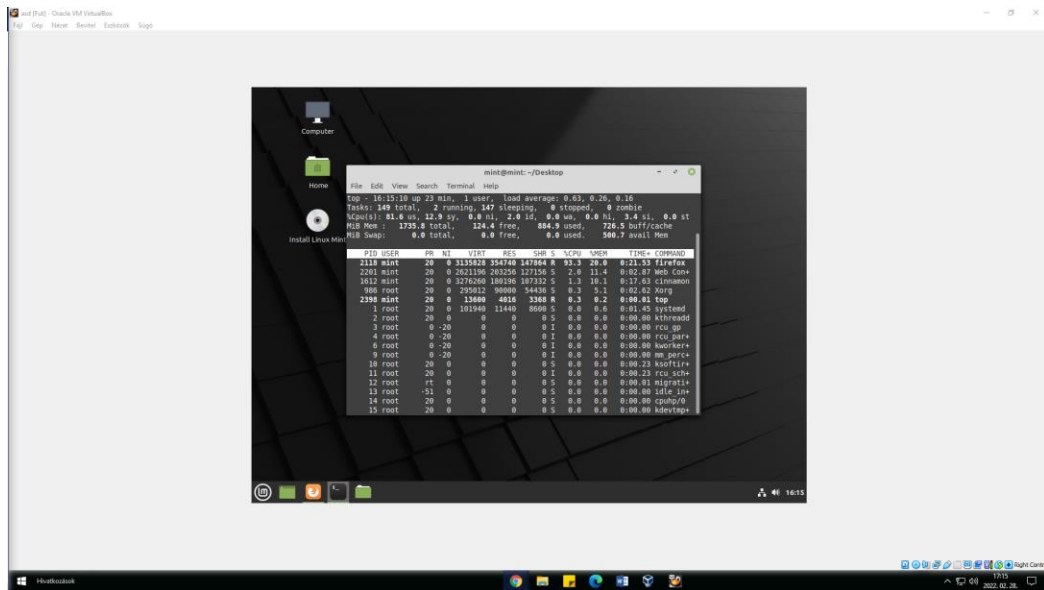 asd [Fut] - Oracle VM VirtualBox
Fájl Gép Nézet Bevitel Eszközök Súgó
Computer
Home
Install Linux Mint
mint@mint: ~/Desktop
File Edit View Search Terminal Help
top - 16:15:10 up 23 min, 1 user, load average: 0.63, 0.26, 0.16
Tasks: 149 total, 2 running, 147 sleeping, 0 stopped, 0 zombie
%Cpu(s): 81.6 us, 12.9 sy, 0.0 ni, 2.0 id, 0.0 wa, 0.0 hi, 3.4 si, 0.0 st
MiB Mem : 1735.8 total, 124.4 free, 884.9 used, 726.5 buff/cache
MiB Swap: 0.0 total, 0.0 free, 0.0 used. 500.7 avail Mem
PID USER PR NI VIRT RES SHR S %CPU %MEM TIME+ COMMAND
2118 mint 20 0 3135828 354740 147864 R 93.3 20.0 0:21.53 firefox
2201 mint 20 0 2621196 203256 127156 S 2.0 11.4 0:02.87 Web Con+
1612 mint 20 0 3276260 180196 107332 S 1.3 10.1 0:17.63 cinnamon
986 root 20 0 295012 90000 54436 S 0.3 5.1 0:02.62 Xorg
2398 mint 20 0 13600 4016 3368 R 0.3 0.2 0:00.01 top
1 root 20 0 101940 11440 8600 S 0.0 0.6 0:01.45 systemd
2 root 20 0 0 0 0 S 0.0 0.0 0:00.00 kthreadd
3 root 0 -20 0 0 0 I 0.0 0.0 0:00.00 rcu_gp
4 root 0 -20 0 0 0 I 0.0 0.0 0:00.00 rcu_par+
6 root 0 -20 0 0 0 I 0.0 0.0 0:00.00 kworker+
9 root 0 -20 0 0 0 I 0.0 0.0 0:00.00 mm_perc+
10 root 20 0 0 0 0 S 0.0 0.0 0:00.23 ksoftir+
11 root 20 0 0 0 0 I 0.0 0.0 0:00.23 rcu_sch+
12 root rt 0 0 0 0 S 0.0 0.0 0:00.01 migrati+
13 root -51 0 0 0 0 S 0.0 0.0 0:00.00 idle_in+
14 root 20 0 0 0 0 S 0.0 0.0 0:00.00 cpuhp/0
15 root 20 0 0 0 0 S 0.0 0.0 0:00.00 kdevtmp+
16:15
Right Contr
Hivatkozások
17:15
2022. 02. 28.